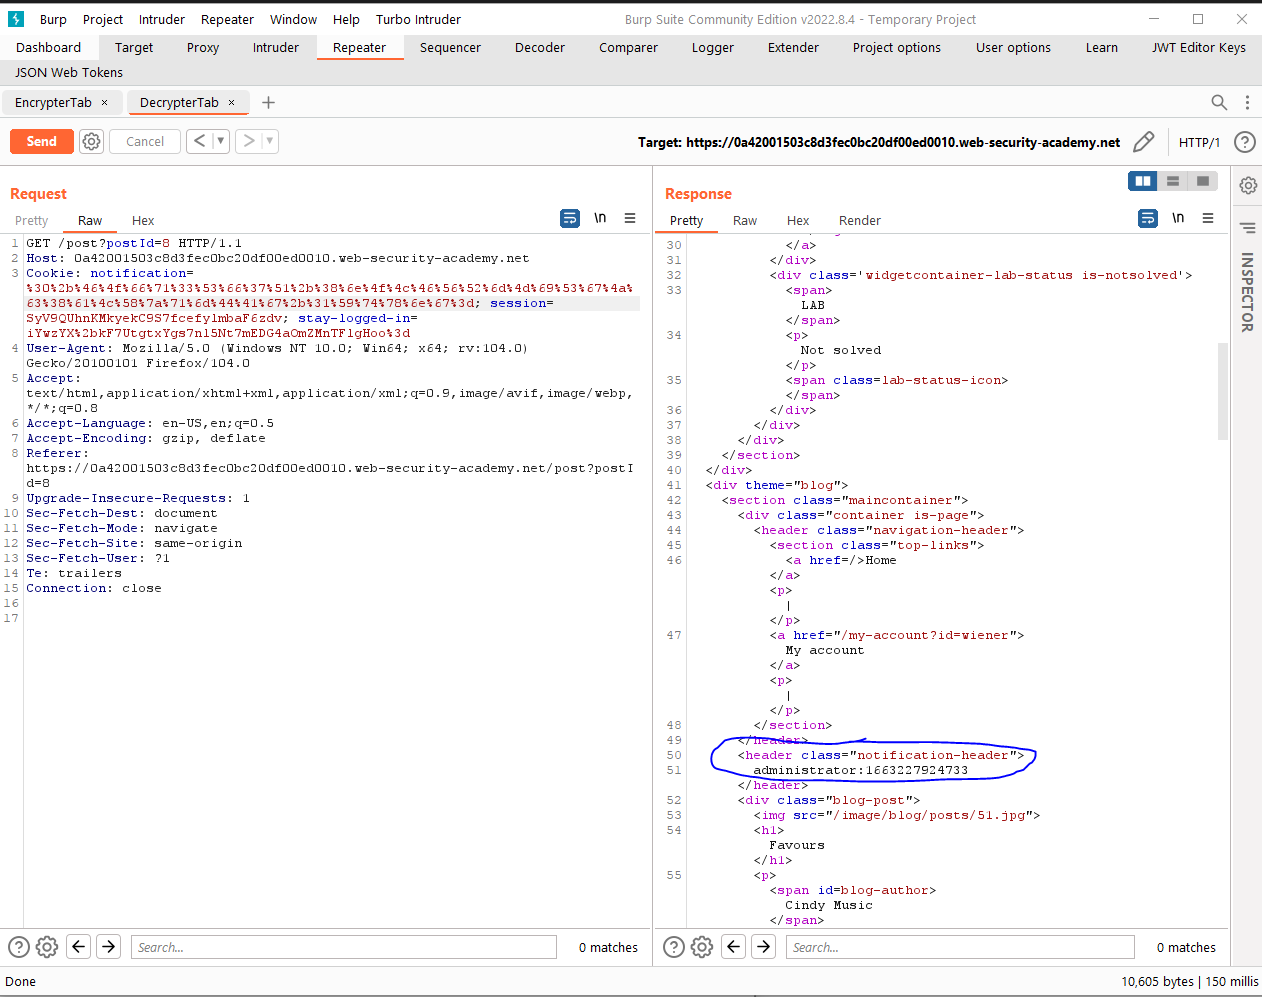 Burp Project Intruder Repeater Window Help Turbo Intruder Burp Suite Community Edition v2022.8.4 - Temporary Project
Dashboard Target Proxy Intruder Repeater Sequencer Decoder Comparer Logger Extender Project options User options Learn JWT Editor Keys
JSON Web Tokens
EncrypterTab × DecrypterTab × +
Send Cancel < > Target: https://0a42001503c8d3fec0bc20df00ed0010.web-security-academy.net HTTP/1 ?
Request
Pretty Raw Hex \n
1 GET /post?postId=8 HTTP/1.1
2 Host: 0a42001503c8d3fec0bc20df00ed0010.web-security-academy.net
3 Cookie: notification=
%30%2b%46%4f%66%71%33%53%66%37%51%2b%38%6e%4f%4c%46%56%52%6d%4d%69%53%67%4a%
63%38%61%4c%58%7a%71%6d%44%41%67%2b%31%59%74%78%6e%67%3d; session=
SyV9QUhnKMkyekC9S7fcefylmbaF6zdv; stay-logged-in=
iYwzYX%2bkF7UtgtxYgs7nl5Nt7mEDG4aOmZMnTFlgHoo%3d
4 User-Agent: Mozilla/5.0 (Windows NT 10.0; Win64; x64; rv:104.0)
Gecko/20100101 Firefox/104.0
5 Accept:
text/html,application/xhtml+xml,application/xml;q=0.9,image/avif,image/webp,
*/*;q=0.8
6 Accept-Language: en-US,en;q=0.5
7 Accept-Encoding: gzip, deflate
8 Referer:
https://0a42001503c8d3fec0bc20df00ed0010.web-security-academy.net/post?postI
d=8
9 Upgrade-Insecure-Requests: 1
10 Sec-Fetch-Dest: document
11 Sec-Fetch-Mode: navigate
12 Sec-Fetch-Site: same-origin
13 Sec-Fetch-User: ?1
14 Te: trailers
15 Connection: close
16
17
? Search... 0 matches
Response
Pretty Raw Hex Render \n
30 </a>
31 </div>
32 <div class='widgetcontainer-lab-status is-notsolved'>
33 <span>
LAB
</span>
34 <p>
Not solved
</p>
35 <span class=lab-status-icon>
</span>
36 </div>
37 </div>
38 </div>
39 </section>
40 </div>
41 <div theme="blog">
42 <section class="maincontainer">
43 <div class="container is-page">
44 <header class="navigation-header">
45 <section class="top-links">
46 <a href=/>Home
</a>
<p>
|
</p>
47 <a href="/my-account?id=wiener">
My account
</a>
<p>
|
</p>
48 </section>
49 </header>
50 <header class="notification-header">
51 administrator:1663227924733
</header>
52 <div class="blog-post">
53 <img src="/image/blog/posts/51.jpg">
54 <h1>
Favours
</h1>
55 <p>
<span id=blog-author>
Cindy Music
</span>
? Search... 0 matches
INSPECTOR
Done 10,605 bytes | 150 millis